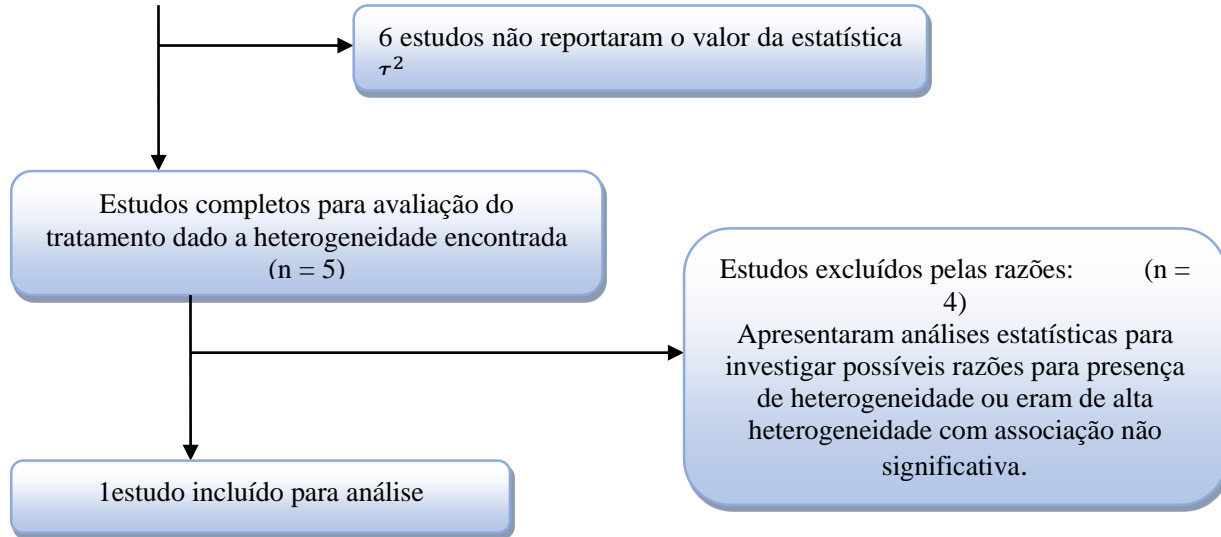 6 estudos não reportaram o valor da estatística
τ²
Estudos completos para avaliação do
tratamento dado a heterogeneidade encontrada
(n = 5)
Estudos excluídos pelas razões: (n =
4)
Apresentaram análises estatísticas para
investigar possíveis razões para presença
de heterogeneidade ou eram de alta
heterogeneidade com associação não
significativa.
1estudo incluído para análise